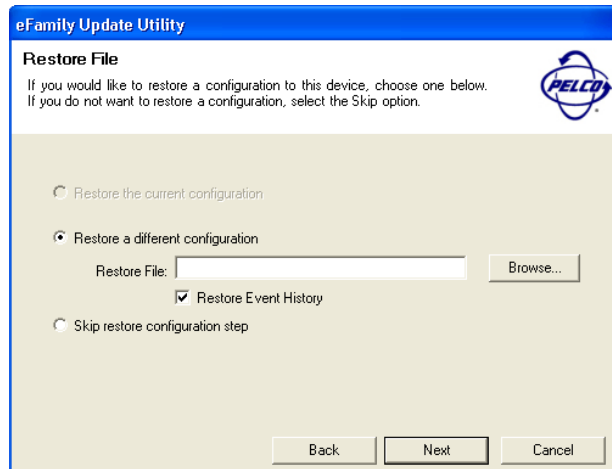 eFamily Update Utility
Restore File
If you would like to restore a configuration to this device, choose one below.
If you do not want to restore a configuration, select the Skip option.
PELCO
Restore the current configuration
Restore a different configuration
Restore File:
Browse...
Restore Event History
Skip restore configuration step
Back
Next
Cancel